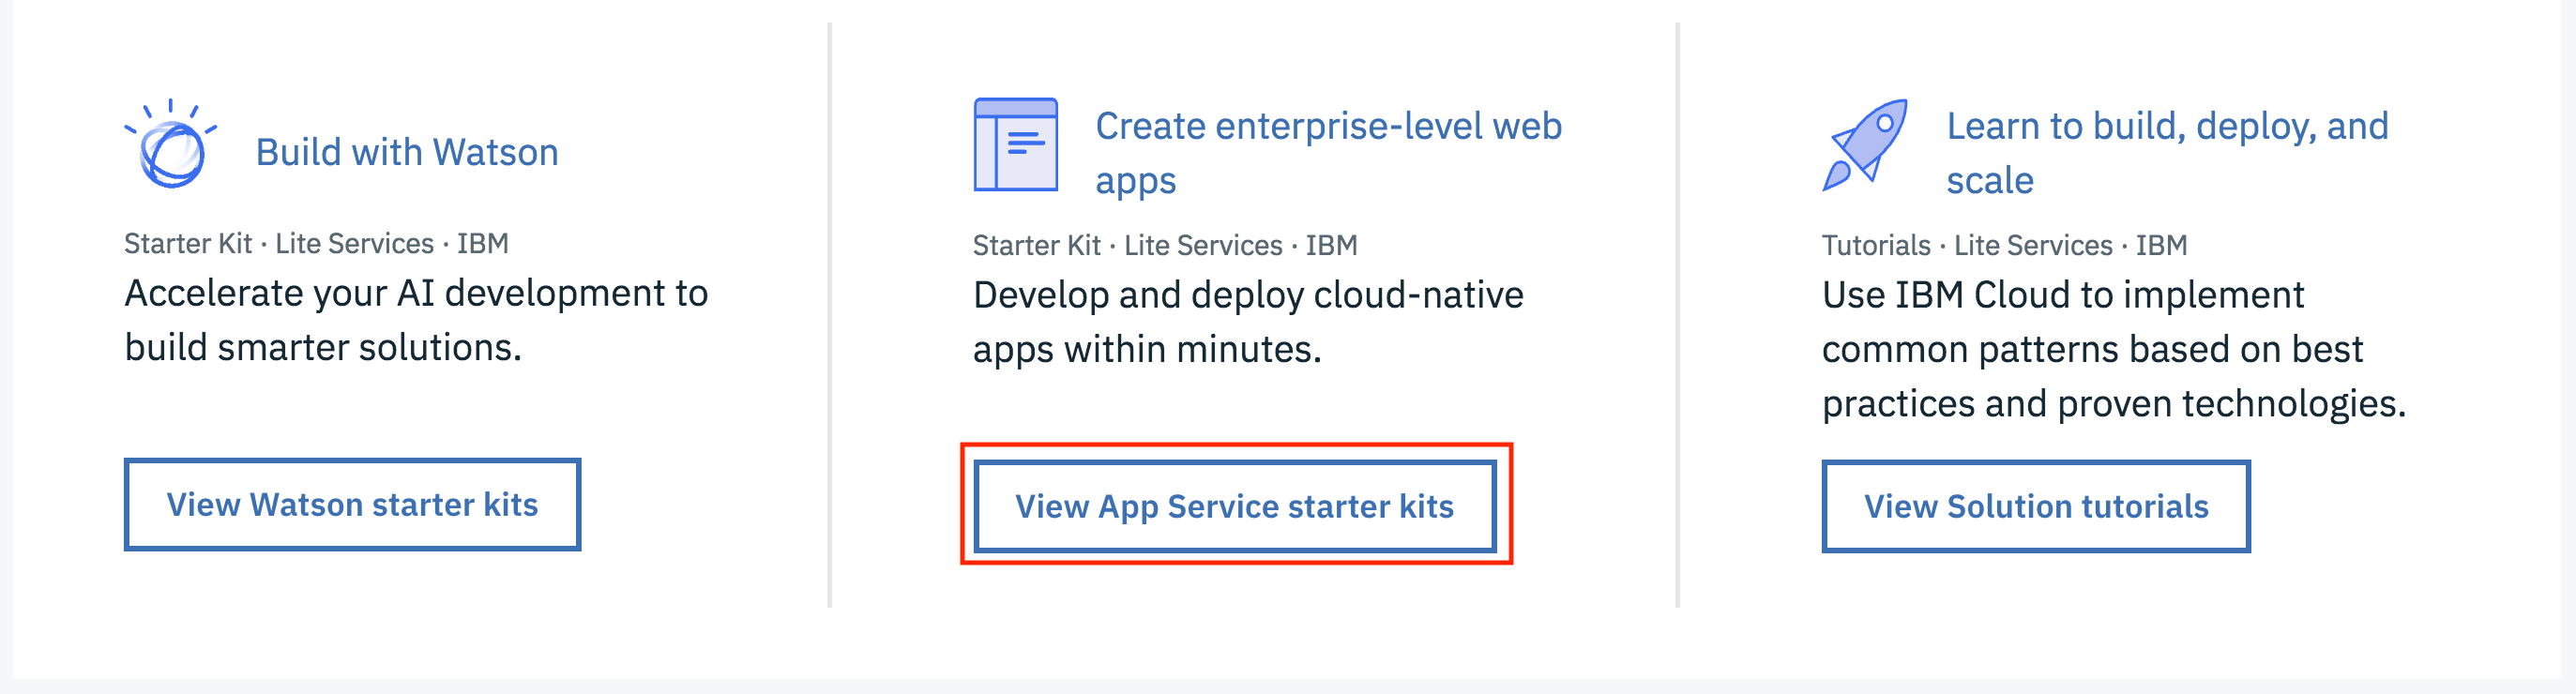 Build with Watson
Starter Kit · Lite Services · IBM
Accelerate your AI development to
build smarter solutions.
View Watson starter kits
Create enterprise-level web
apps
Starter Kit · Lite Services · IBM
Develop and deploy cloud-native
apps within minutes.
View App Service starter kits
Learn to build, deploy, and
scale
Tutorials · Lite Services · IBM
Use IBM Cloud to implement
common patterns based on best
practices and proven technologies.
View Solution tutorials